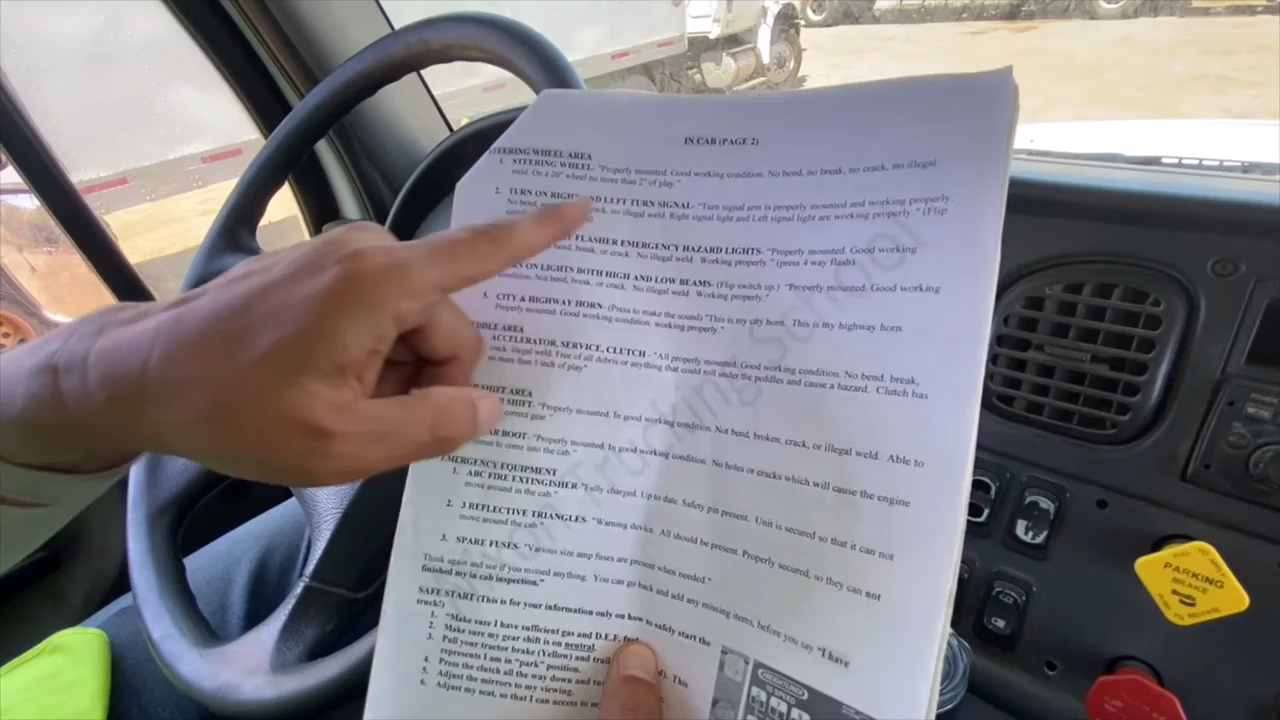 IN CAB (PAGE 2)
STEERING WHEEL AREA
1. STEERING WHEEL- "Properly mounted. Good working condition. No bend, no break, no crack, no illegal
weld. On a 20" wheel no more than 2" of play."
2. TURN ON RIGHT AND LEFT TURN SIGNAL- "Turn signal arm is properly mounted and working properly.
No bend, crack, no illegal weld. Right signal light and Left signal light are working properly." (Flip
FLASHER EMERGENCY HAZARD LIGHTS- "Properly mounted. Good working
bend, break, or crack. No illegal weld. Working properly." (press 4 way flash)
ON LIGHTS BOTH HIGH AND LOW BEAMS- (Flip switch up.) "Properly mounted. Good working
condition. Not bend, break, or crack. No illegal weld. Working properly."
5. CITY & HIGHWAY HORN- (Press to make the sound) "This is my city horn. This is my highway horn.
Properly mounted. Good working condition. working properly."
PEDDLE AREA
ACCELERATOR, SERVICE, CLUTCH - "All properly mounted. Good working condition. No bend, break,
crack, illegal weld. Free of all debris or anything that could roll under the peddles and cause a hazard. Clutch has
no more than 1 inch of play"
SHIFT AREA
SHIFT- "Properly mounted. In good working condition. Not bend, broken, crack, or illegal weld. Able to
correct gear."
BOOT- "Properly mounted. In good working condition. No holes or cracks which will cause the engine
to come into the cab."
EMERGENCY EQUIPMENT
1. ABC FIRE EXTINGISHER-"Fully charged. Up to date. Safety pin present. Unit is secured so that it can not
move around in the cab."
2. 3 REFLECTIVE TRIANGLES- "Warning device. All should be present. Properly secured, so they can not
move around the cab."
3. SPARE FUSES- "Various size amp fuses are present when needed."
Think again and see if you missed anything. You can go back and add any missing items, before you say "I have
finished my in cab inspection,"
SAFE START (This is for your information only on how to safely start the
truck!)
1. "Make sure I have sufficient gas and D.E.F.
2. Make sure my gear shift is on neutral.
3. Pull your tractor brake (Yellow) and This
represents I am in "park" position.
4. Press the clutch all the way down and
5. Adjust the mirrors to my viewing.
6. Adjust my seat, so that I can access to
Trucking School
FREIGHTLINER
10 SPEED
PARKING
BRAKE
TO RELEASE
MENU